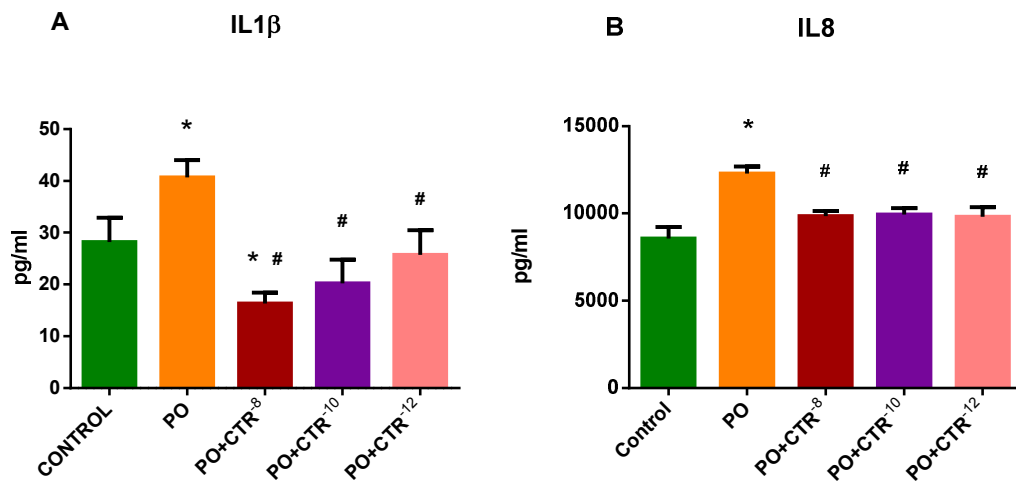 A
IL1β
pg/ml
50
40
30
20
10
0
*
* #
#
#
CONTROL
PO
PO+CTR⁻⁸
PO+CTR⁻¹⁰
PO+CTR⁻¹²
B
IL8
pg/ml
15000
10000
5000
0
*
#
#
#
Control
PO
PO+CTR⁻⁸
PO+CTR⁻¹⁰
PO+CTR⁻¹²